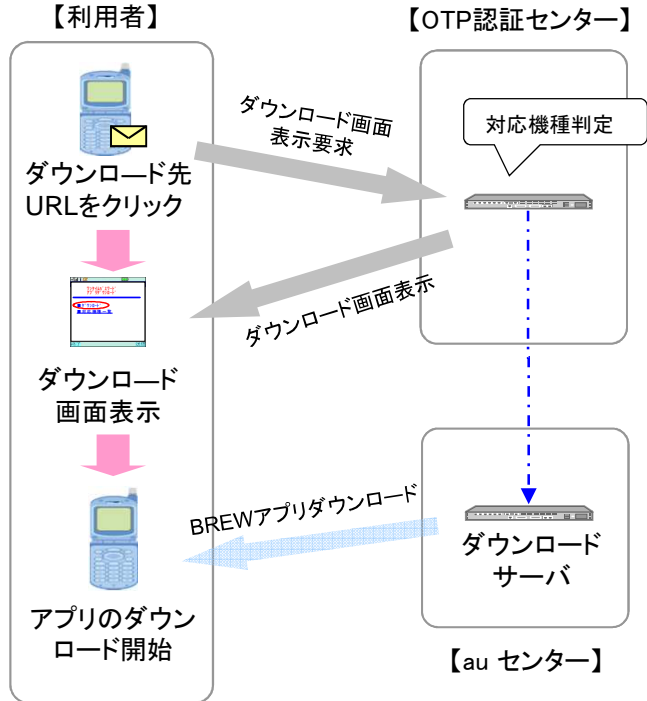 【利用者】
【OTP認証センター】
ダウンロード画面
表示要求
対応機種判定
ダウンロード先
URLをクリック
ダウンロード画面表示
ダウンロード
画面表示
BREWアプリダウンロード
ダウンロード
サーバ
アプリのダウン
ロード開始
【au センター】